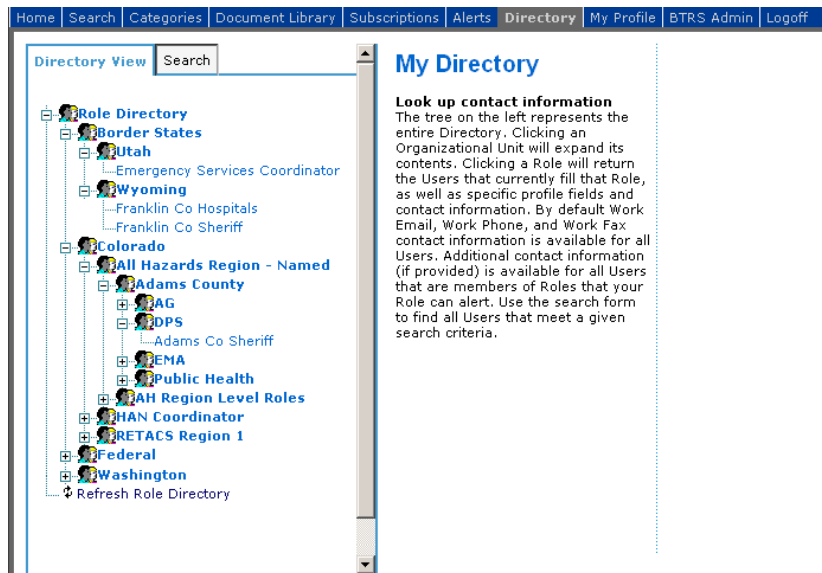 Home Search Categories Document Library Subscriptions Alerts Directory My Profile BTRS Admin Logoff
Directory View Search
Role Directory
Border States
Utah
Emergency Services Coordinator
Wyoming
Franklin Co Hospitals
Franklin Co Sheriff
Colorado
All Hazards Region - Named
Adams County
AG
DPS
Adams Co Sheriff
EMA
Public Health
AH Region Level Roles
HAN Coordinator
RETACS Region 1
Federal
Washington
Refresh Role Directory
My Directory
Look up contact information
The tree on the left represents the
entire Directory. Clicking an
Organizational Unit will expand its
contents. Clicking a Role will return
the Users that currently fill that Role,
as well as specific profile fields and
contact information. By default Work
Email, Work Phone, and Work Fax
contact information is available for all
Users. Additional contact information
(if provided) is available for all Users
that are members of Roles that your
Role can alert. Use the search form
to find all Users that meet a given
search criteria.